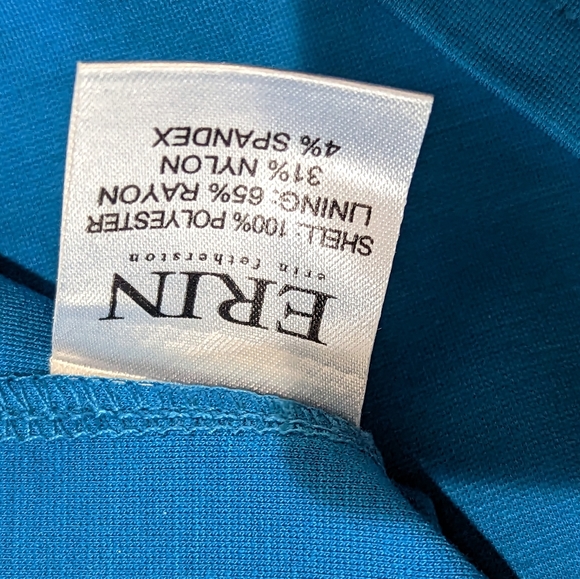 ERIN
erin fetherston
SHELL: 100% POLYESTER
LINING: 65% RAYON
31% NYLON
4% SPANDEX